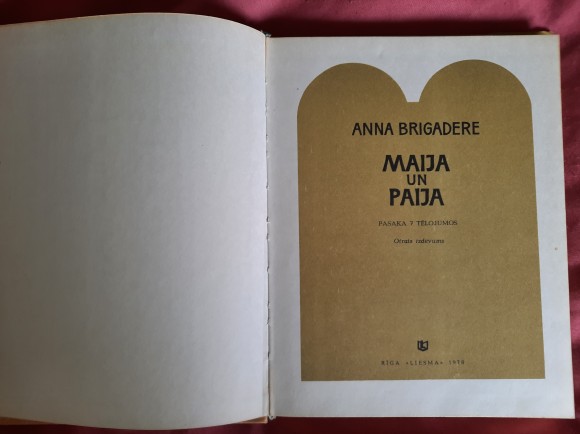 ANNA BRIGADERE
MAIJA
UN
PAIJA
PASAKA 7 TĒLOJUMOS
Otrais izdevums
RĪGA «LIESMA» 1978